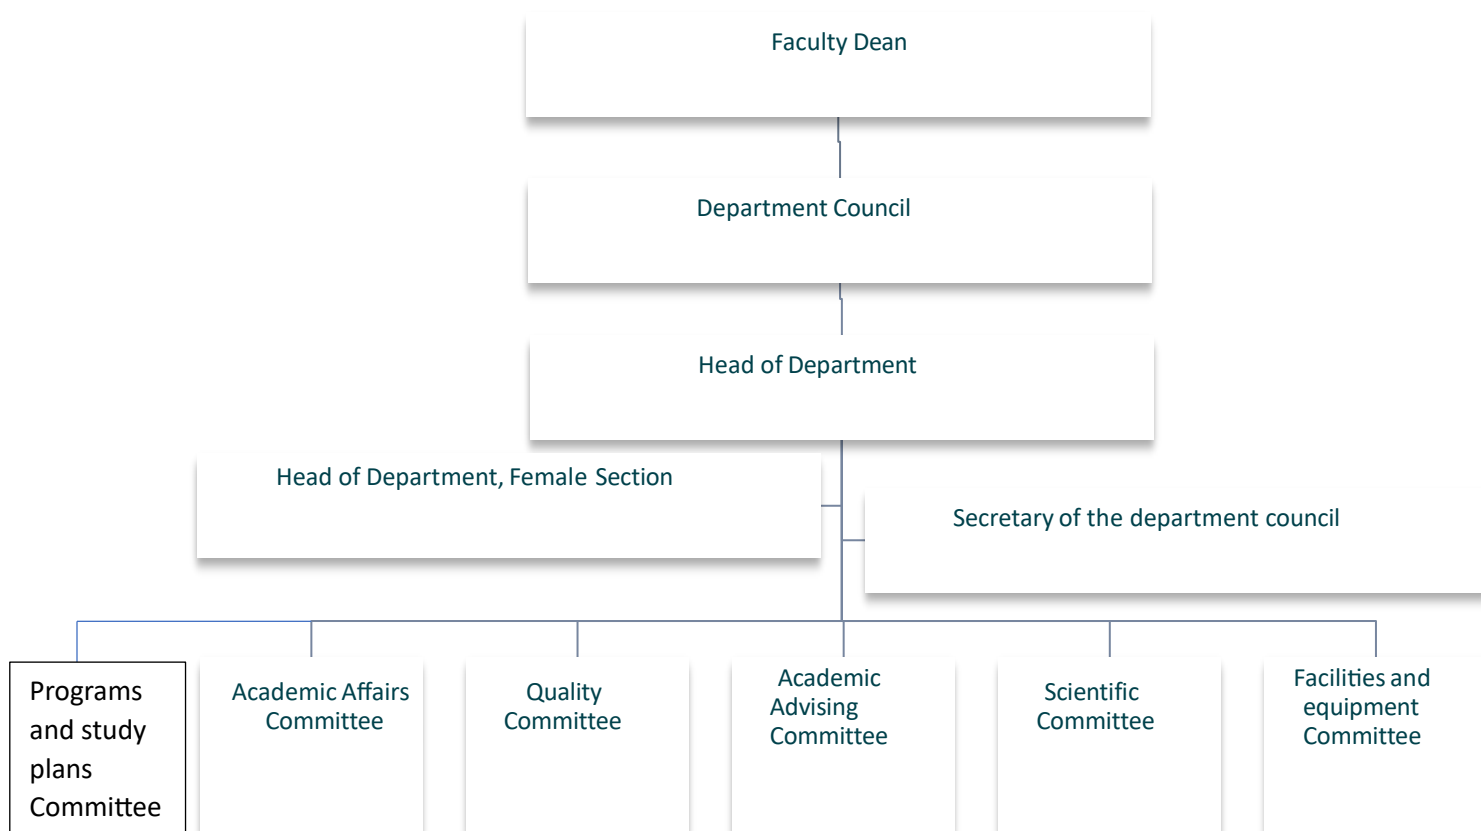 Faculty Dean
Department Council
Head of Department
Head of Department, Female Section
Secretary of the department council
Programs
and study
plans
Committee
Academic Affairs
Committee
Quality
Committee
Academic
Advising
Committee
Scientific
Committee
Facilities and
equipment
Committee